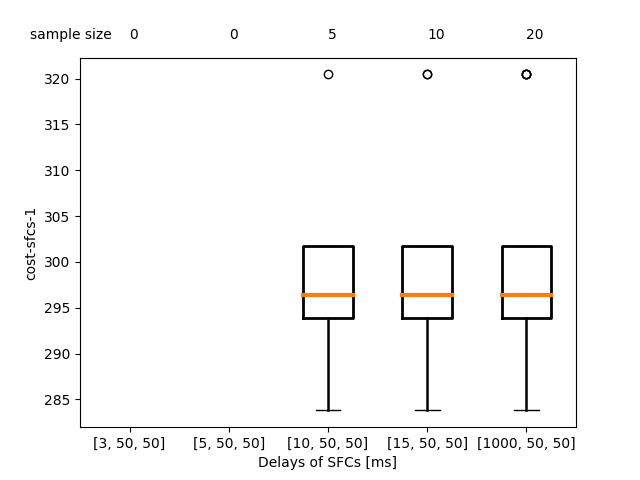 sample size 0 0 5 10 20
320
315
310
305
300
295
290
285
cost-sfcs-1
[3, 50, 50] [5, 50, 50] [10, 50, 50] [15, 50, 50] [1000, 50, 50]
Delays of SFCs [ms]